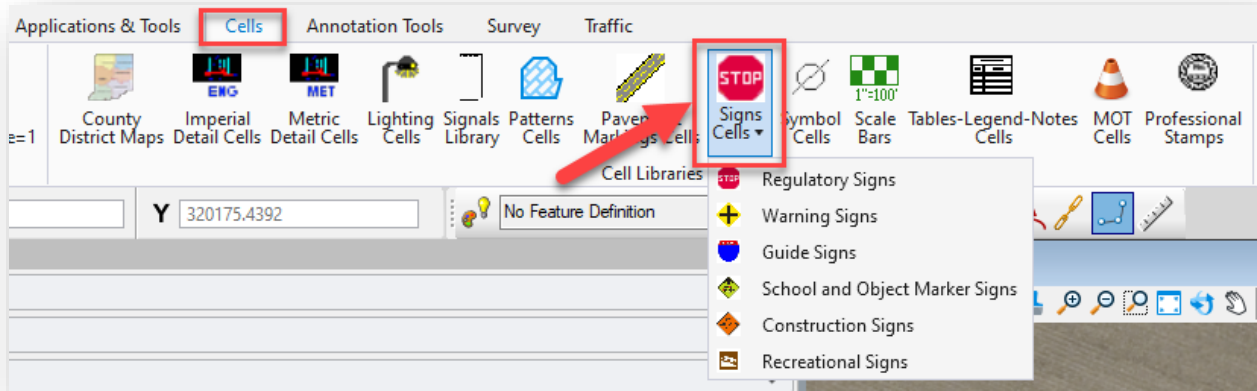 Applications & Tools Cells Annotation Tools Survey Traffic
ENG MET STOP 1"=100'
e=1 County District Maps Imperial Detail Cells Metric Detail Cells Lighting Cells Signals Library Patterns Cells Cells Signs Cells Symbol Cells Scale Bars Tables-Legend-Notes Cells MOT Cells Professional Stamps
Cell Libraries
STOP Regulatory Signs
Y 320175.4392 No Feature Definition
Warning Signs
Guide Signs
School and Object Marker Signs
Construction Signs
Recreational Signs